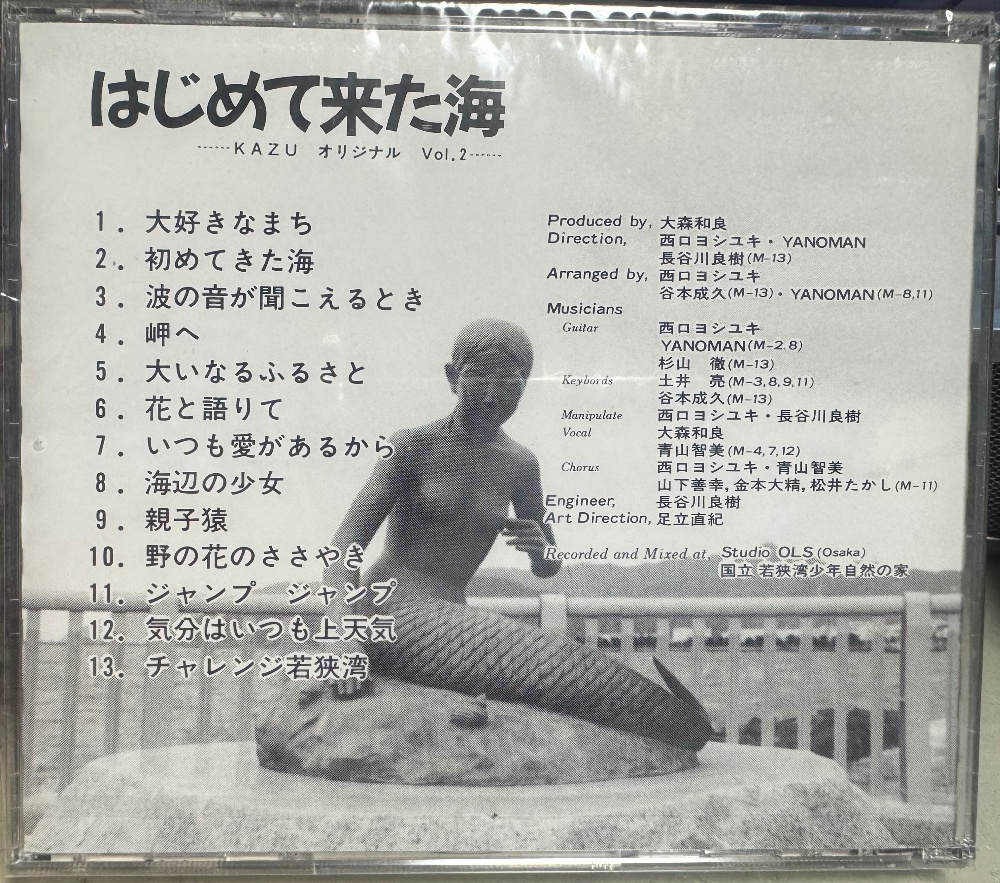 はじめて来た海
------KAZU オリジナル Vol.2------
1. 大好きなまち
2. 初めてきた海
3. 波の音が聞こえるとき
4. 岬へ
5. 大いなるふるさと
6. 花と語りて
7. いつも愛があるから
8. 海辺の少女
9. 親子猿
10. 野の花のささやき
11. ジャンプ ジャンプ
12. 気分はいつも上天気
13. チャレンジ若狭湾
Produced by, 大森和良
Direction, 西口ヨシユキ・YANOMAN
長谷川良樹(M-13)
Arranged by, 西口ヨシユキ
谷本成久(M-13)・YANOMAN(M-8,11)
Musicians
Guitar 西口ヨシユキ
YANOMAN(M-2,8)
杉山 徹(M-13)
Keybords 土井 亮(M-3,8,9,11)
谷本成久(M-13)
Manipulate 西口ヨシユキ・長谷川良樹
Vocal 大森和良
青山智美(M-4,7,12)
Chorus 西口ヨシユキ・青山智美
山下善幸,金本大精,松井たかし(M-11)
Engineer, 長谷川良樹
Art Direction, 足立直紀
Recorded and Mixed at, Studio OLS (Osaka)
国立 若狭湾少年自然の家